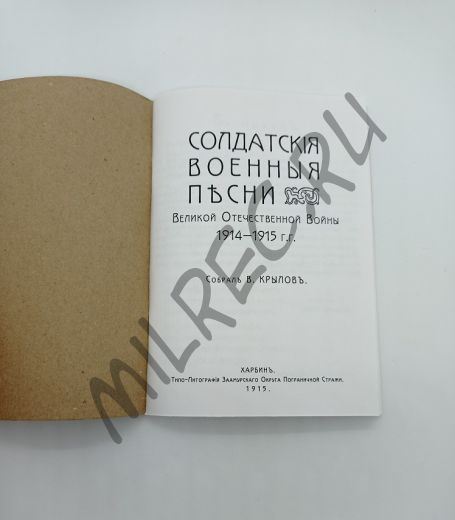 СОЛДАТСКІЯ
ВОЕННЫЯ
ПѢСНИ
ВЕЛИКОЙ ОТЕЧЕСТВЕННОЙ ВОЙНЫ
1914—1915 г.г.
СОБРАЛЪ В. КРЫЛОВЪ.
ХАРБИНЪ.
ТИПО-ЛИТОГРАФІЯ ЗААМУРСКАГО ОКРУГА ПОГРАНИЧНОЙ СТРАЖИ.
1915.
MILREC.RU